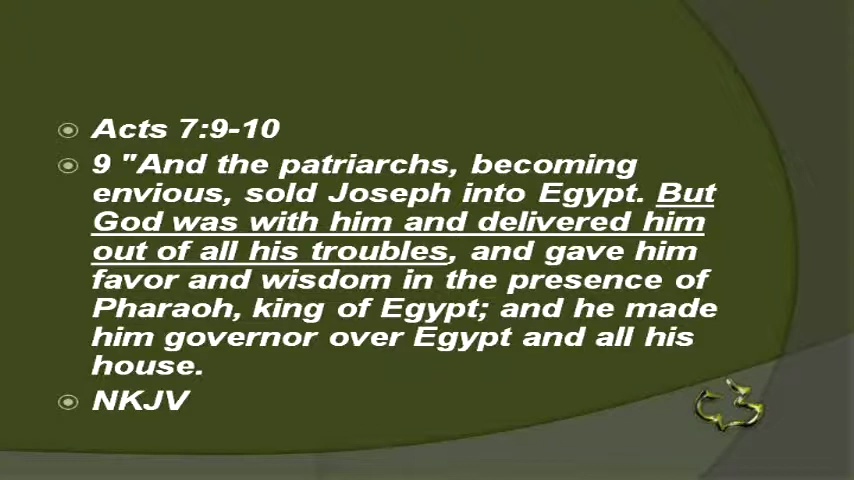 Acts 7:9-10
9 "And the patriarchs, becoming
envious, sold Joseph into Egypt. But
God was with him and delivered him
out of all his troubles, and gave him
favor and wisdom in the presence of
Pharaoh, king of Egypt; and he made
him governor over Egypt and all his
house.
NKJV